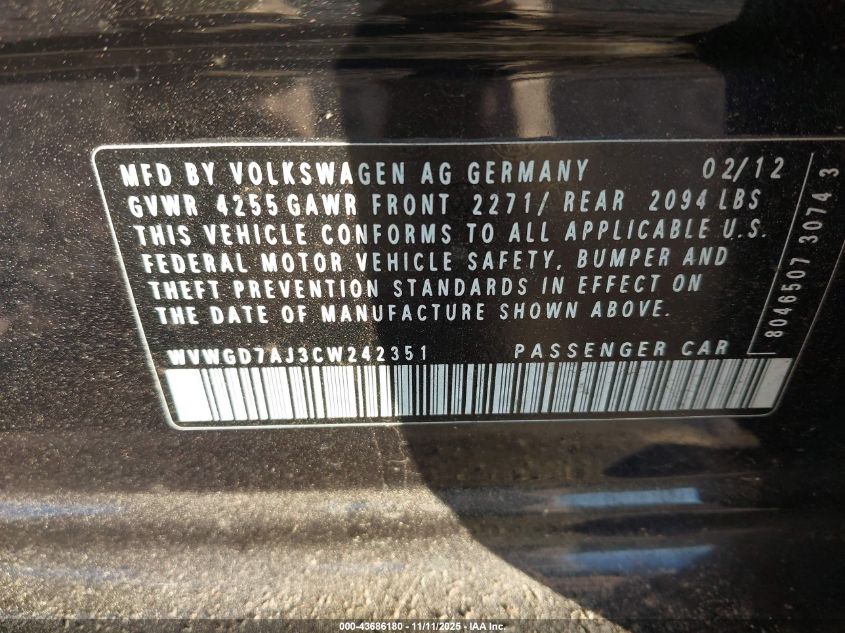 MFD BY VOLKSWAGEN AG GERMANY 02/12
GVWR 4255 GAWR FRONT 2271/ REAR 2094 LBS
THIS VEHICLE CONFORMS TO ALL APPLICABLE U.S.
FEDERAL MOTOR VEHICLE SAFETY, BUMPER AND
THEFT PREVENTION STANDARDS IN EFFECT ON
THE DATE OF MANUFACTURE SHOWN ABOVE.
WVWGD7AJ3CW242351 PASSENGER CAR
8046507 3074 3
000-43686180 - 11/11/2025 - IAA Inc.